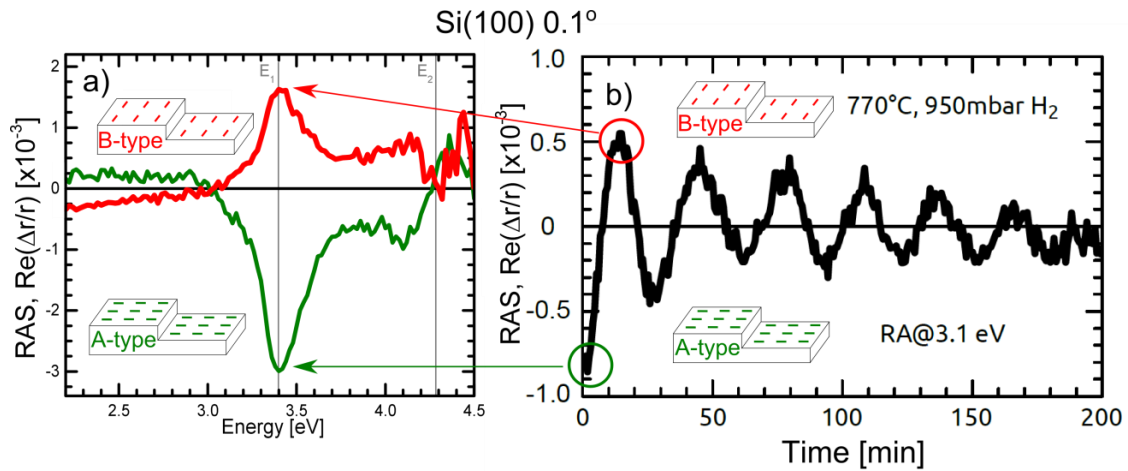 Si(100) 0.1°
a)
E₁
E₂
B-type
A-type
RAS, Re(Δr/r) [x10⁻³]
2
1
0
-1
-2
-3
2.5
3.0
3.5
4.0
4.5
Energy [eV]
b)
770°C, 950mbar H₂
B-type
A-type
RA@3.1 eV
RAS, Re(Δr/r) [x10⁻³]
1.0
0.5
0
-0.5
-1.0
0
50
100
150
200
Time [min]